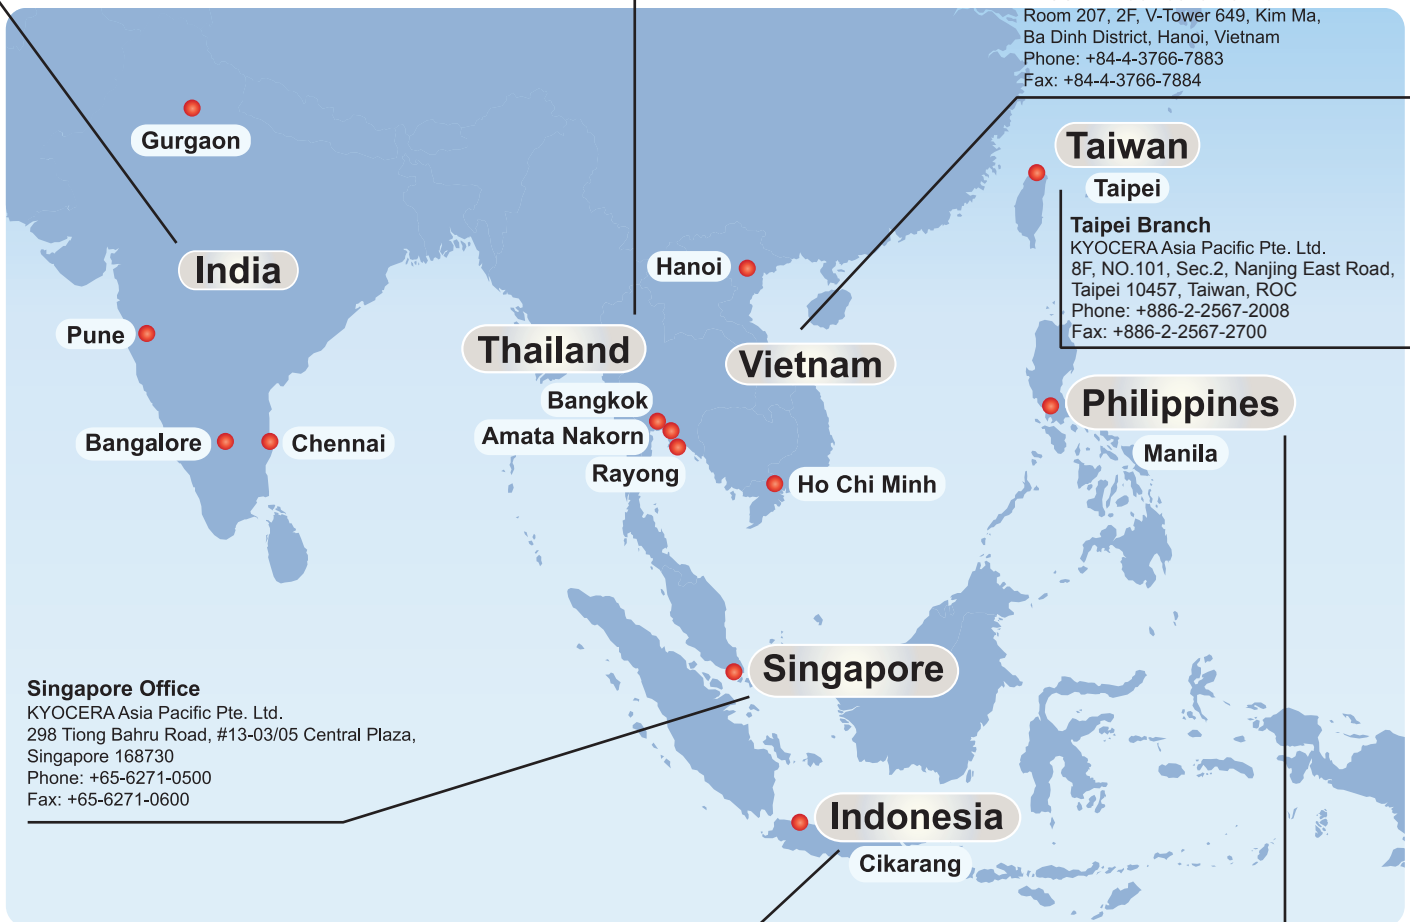 Room 207, 2F, V-Tower 649, Kim Ma,
Ba Dinh District, Hanoi, Vietnam
Phone: +84-4-3766-7883
Fax: +84-4-3766-7884
Gurgaon
Taiwan
Taipei
Taipei Branch
KYOCERA Asia Pacific Pte. Ltd.
8F, NO.101, Sec.2, Nanjing East Road,
Taipei 10457, Taiwan, ROC
Phone: +886-2-2567-2008
Fax: +886-2-2567-2700
India
Hanoi
Pune
Thailand
Vietnam
Bangkok
Philippines
Amata Nakorn
Bangalore
Chennai
Manila
Rayong
Ho Chi Minh
Singapore
Singapore Office
KYOCERA Asia Pacific Pte. Ltd.
298 Tiong Bahru Road, #13-03/05 Central Plaza,
Singapore 168730
Phone: +65-6271-0500
Fax: +65-6271-0600
Indonesia
Cikarang